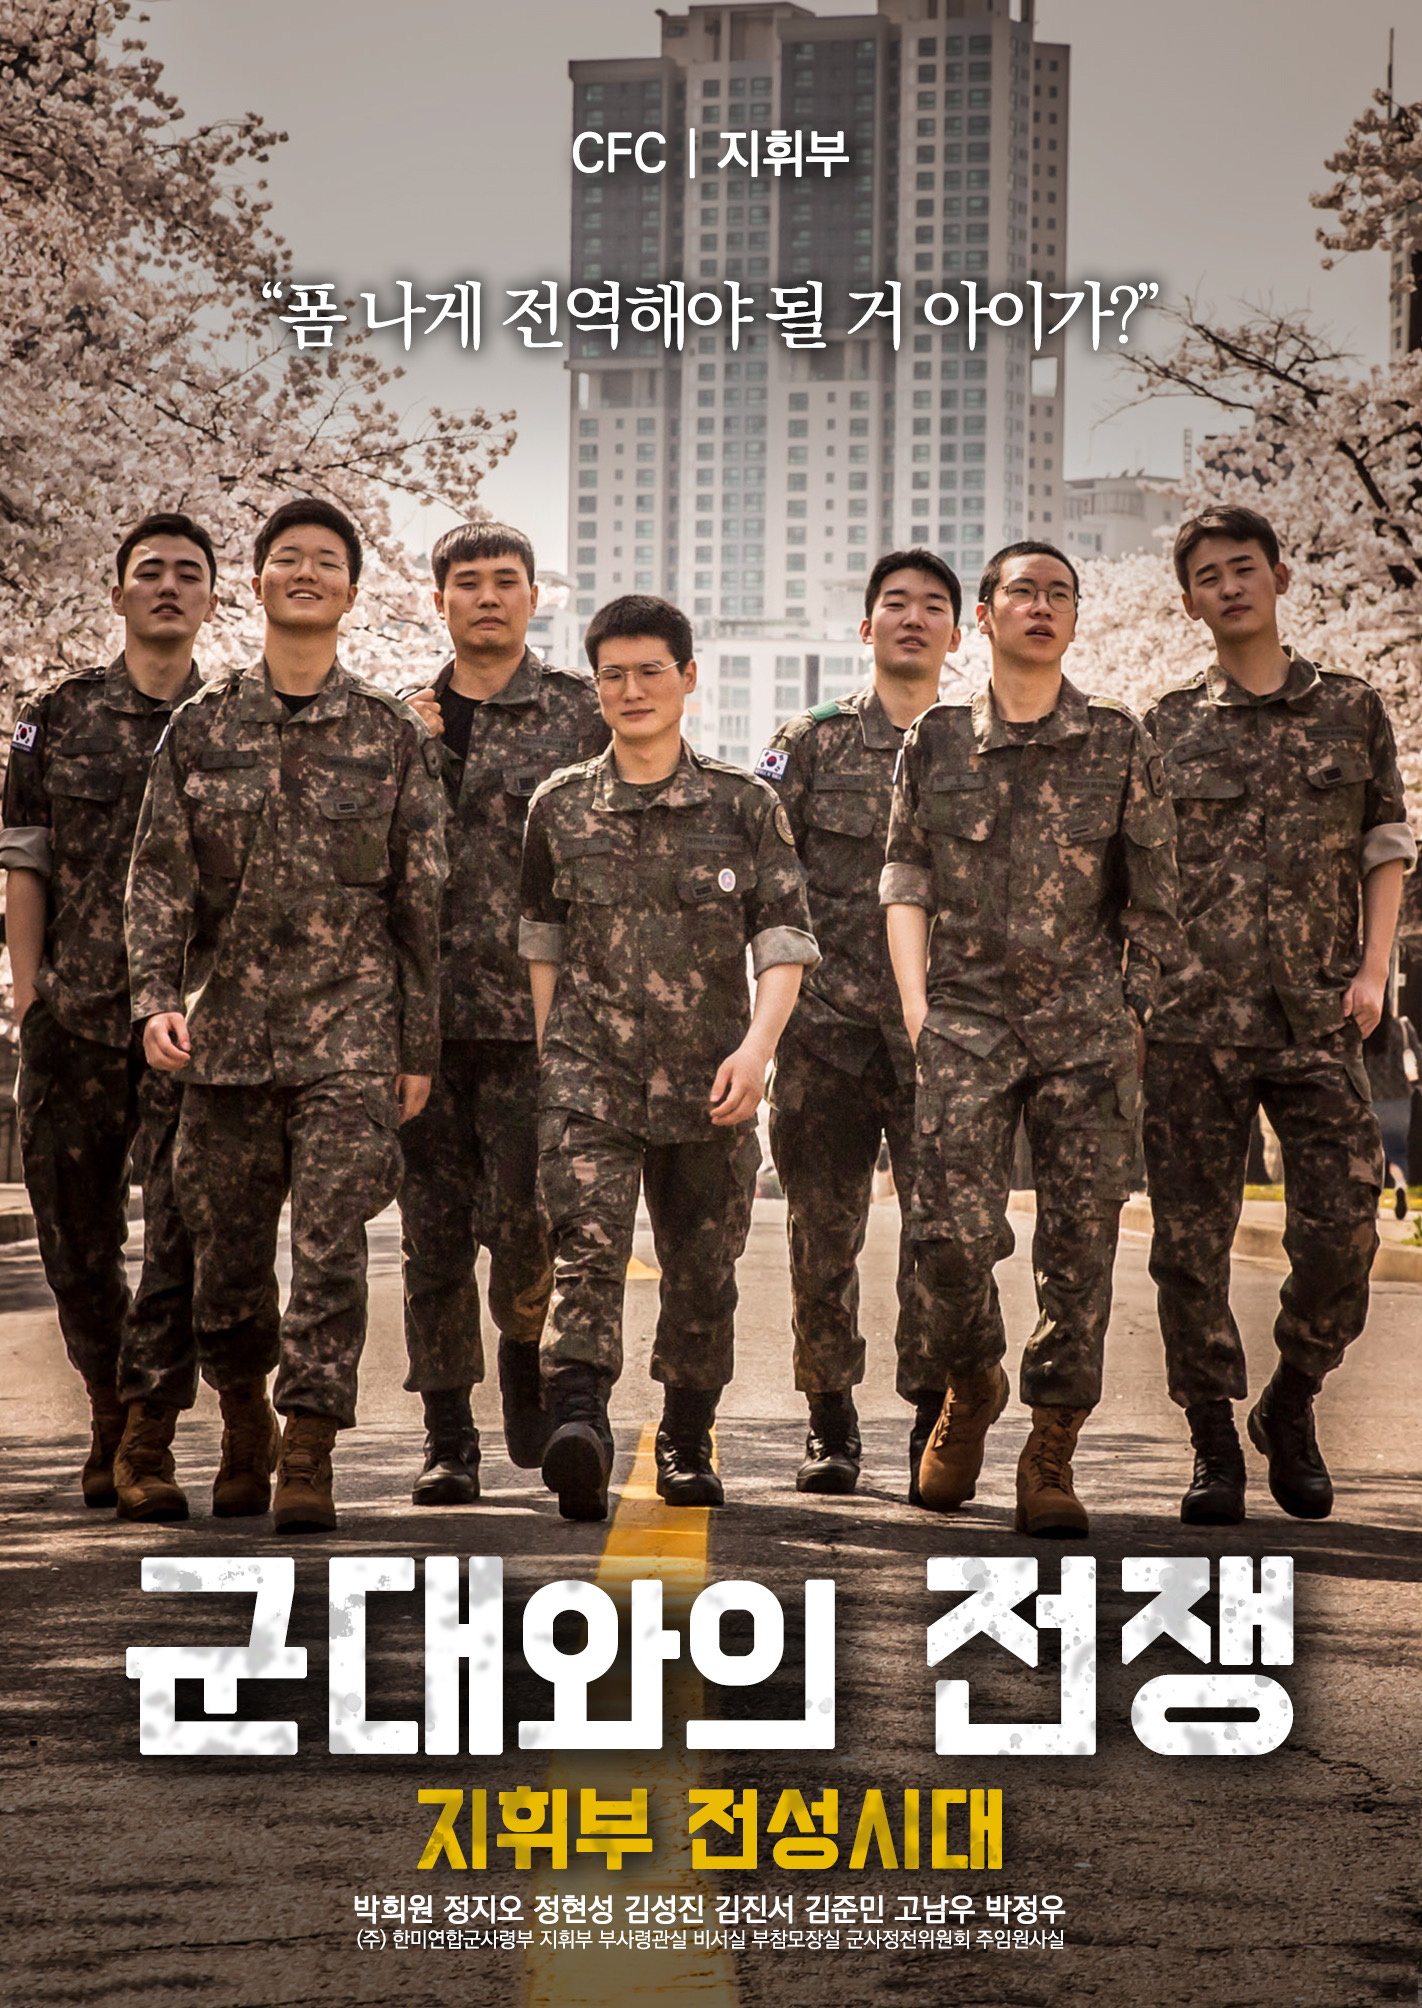 CFC | 지휘부
“폼 나게 전역해야 될 거 아이가?”
군대와의 전쟁
지휘부 전성시대
박희원 정지오 정현성 김성진 김진서 김준민 고남우 박정우
(주) 한미연합군사령부 지휘부 부사령관실 비서실 부참모장실 군사정전위원회 주임원사실